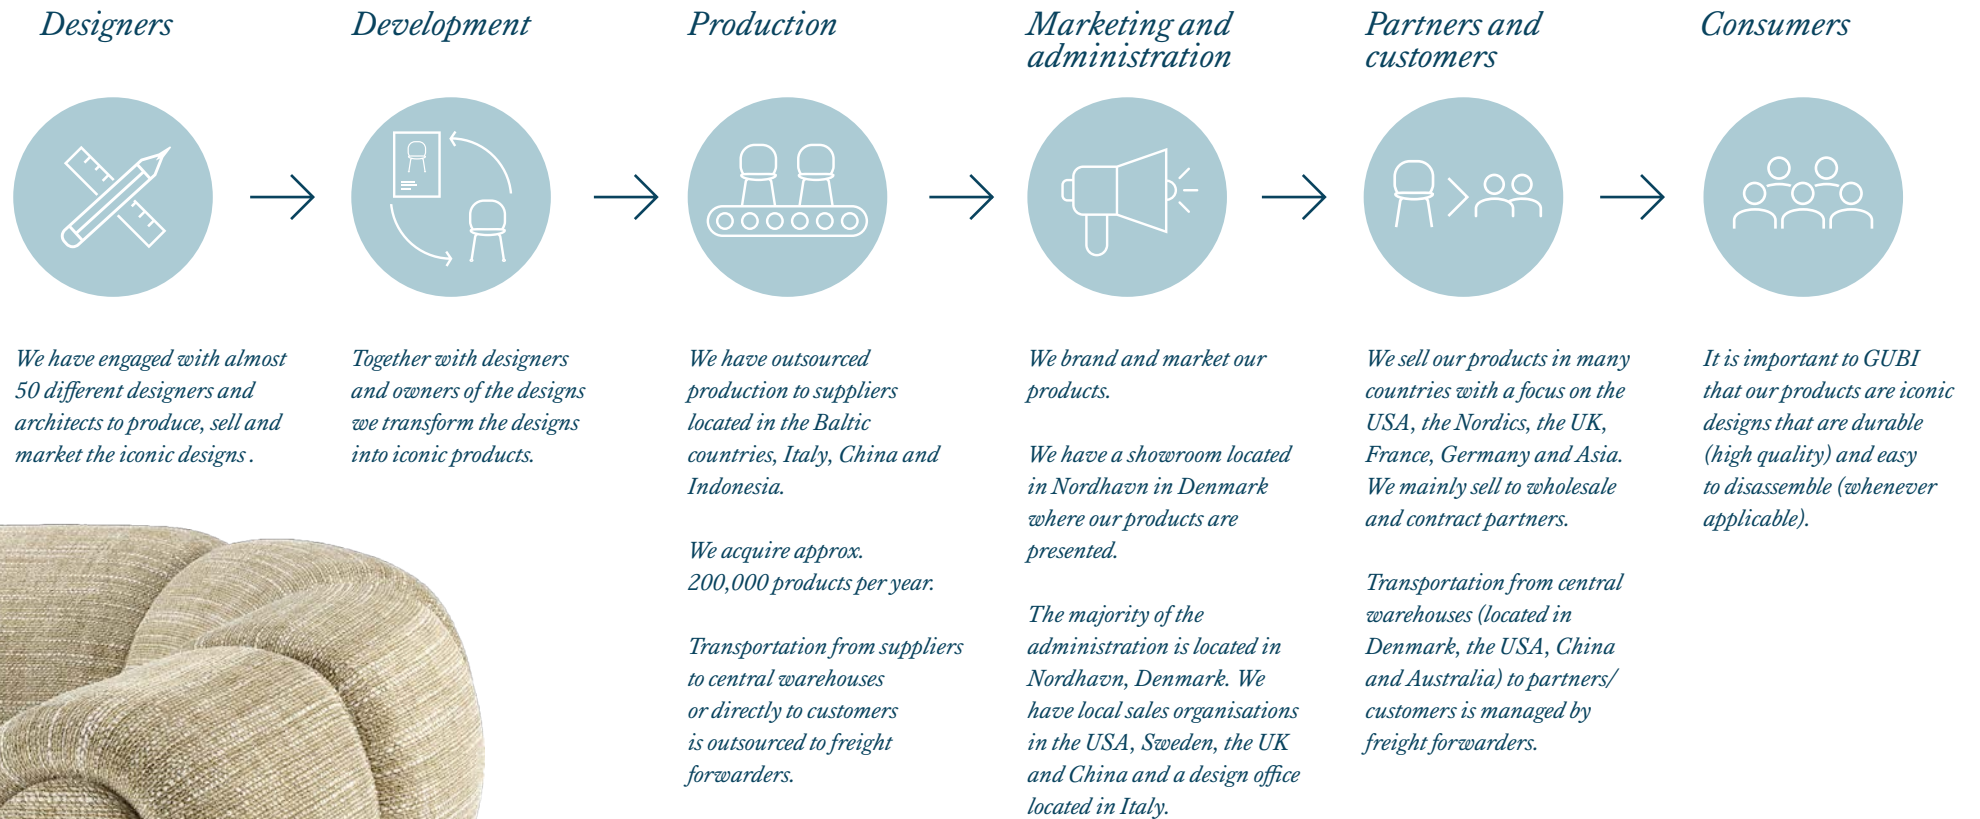 Designers
We have engaged with almost
50 different designers and
architects to produce, sell and
market the iconic designs .
Development
Together with designers
and owners of the designs
we transform the designs
into iconic products.
Production
We have outsourced
production to suppliers
located in the Baltic
countries, Italy, China and
Indonesia.
We acquire approx.
200,000 products per year.
Transportation from suppliers
to central warehouses
or directly to customers
is outsourced to freight
forwarders.
Marketing and
administration
We brand and market our
products.
We have a showroom located
in Nordhavn in Denmark
where our products are
presented.
The majority of the
administration is located in
Nordhavn, Denmark. We
have local sales organisations
in the USA, Sweden, the UK
and China and a design office
located in Italy.
Partners and
customers
We sell our products in many
countries with a focus on the
USA, the Nordics, the UK,
France, Germany and Asia.
We mainly sell to wholesale
and contract partners.
Transportation from central
warehouses (located in
Denmark, the USA, China
and Australia) to partners/
customers is managed by
freight forwarders.
Consumers
It is important to GUBI
that our products are iconic
designs that are durable
(high quality) and easy
to disassemble (whenever
applicable).